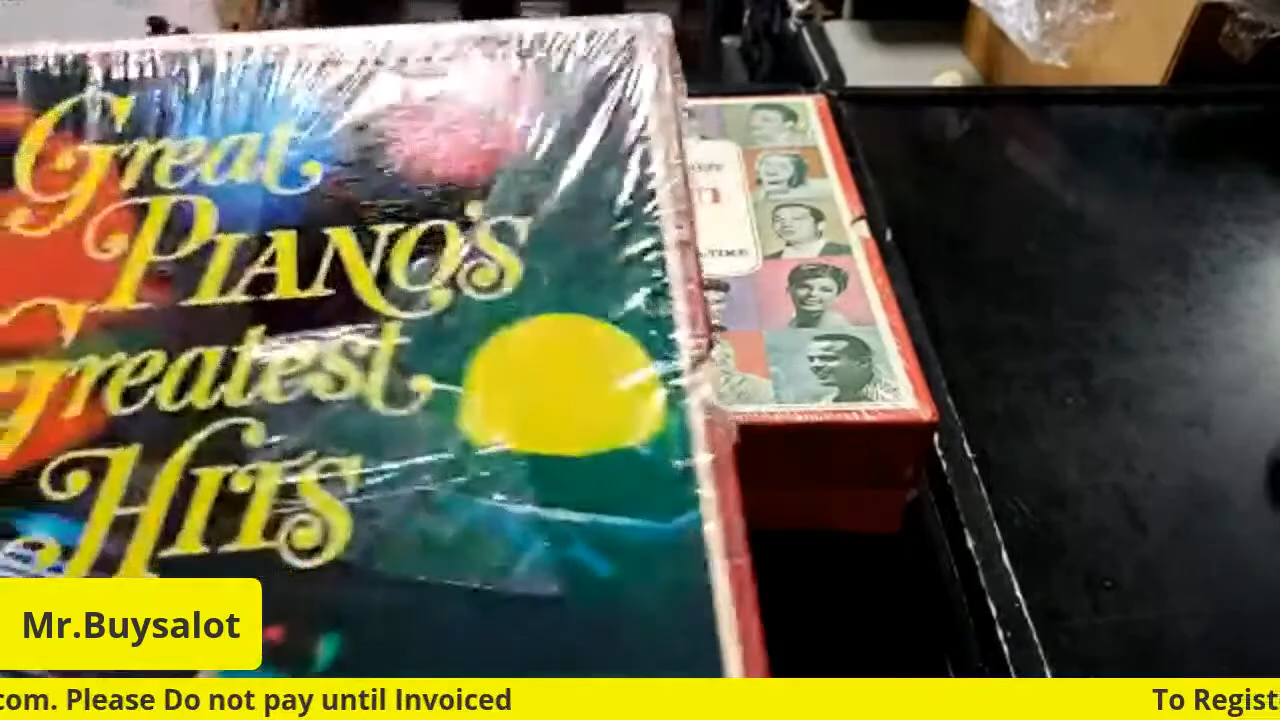 Great
PIANO'S
Greatest
HITS
Mr.Buysalot
com. Please Do not pay until Invoiced
To Regist